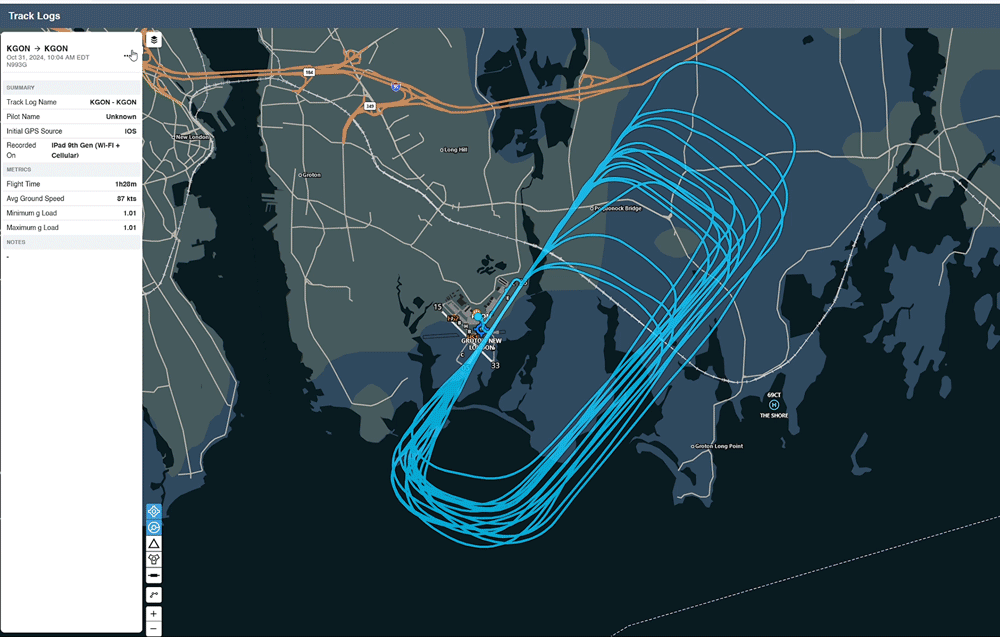 Track Logs
KGON → KGON
Oct 31, 2024, 10:04 AM EDT
N993G
SUMMARY
Track Log Name KGON - KGON
Pilot Name Unknown
Initial GPS Source iOS
Recorded On iPad 9th Gen (Wi-Fi + Cellular)
METRICS
Flight Time 1h28m
Avg Ground Speed 87 kts
Minimum g Load 1.01
Maximum g Load 1.01
NOTES
-
184
95
349
New London
Long Hill
Groton
Poquonock Bridge
15
GROTON NEW
LONDON
33
69CT
H
THE SHORE
Groton Long Point
+
−